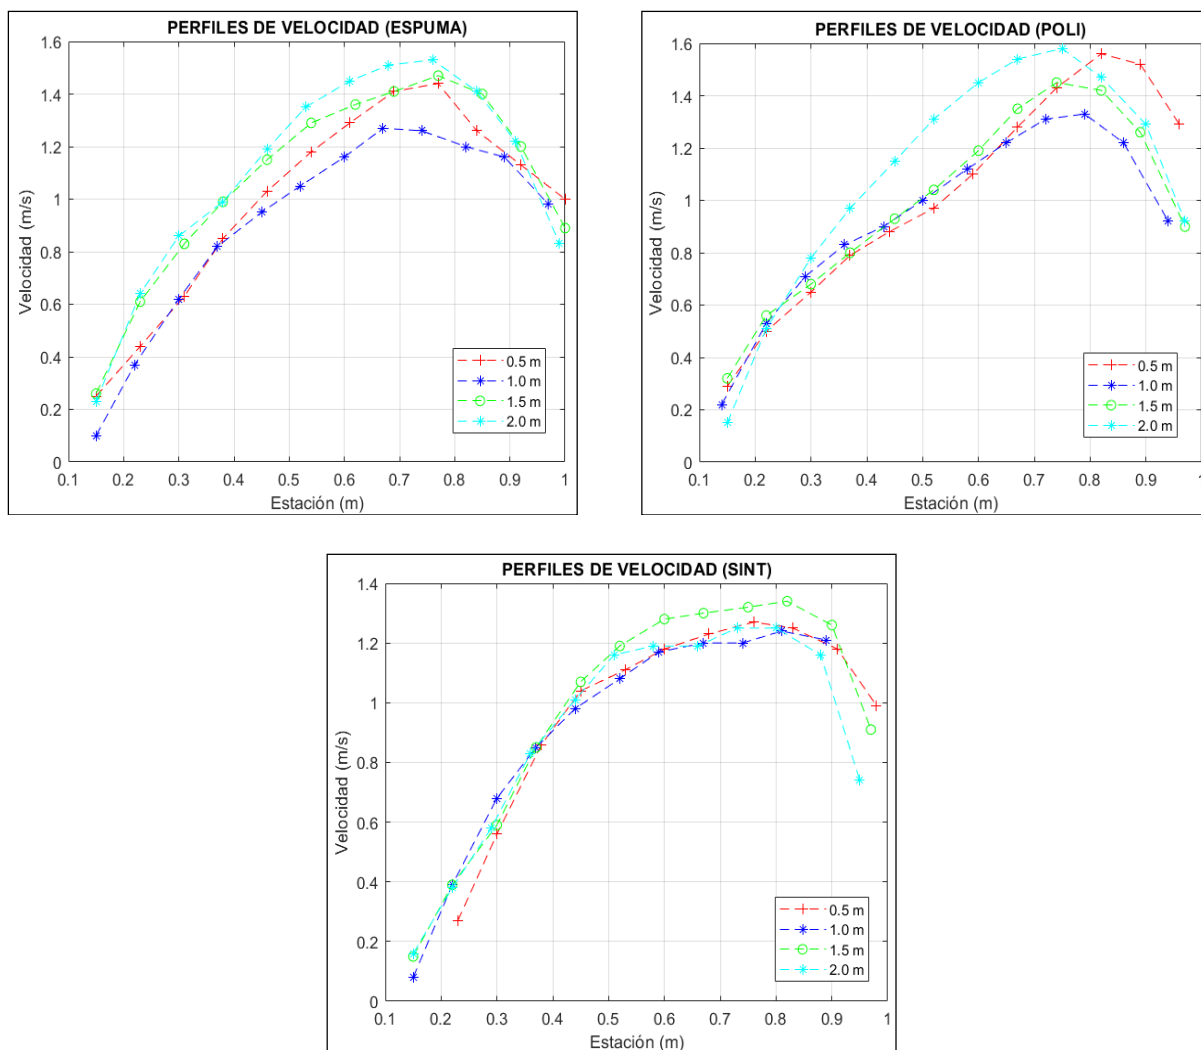 PERFILES DE VELOCIDAD (ESPUMA)
1.6
1.4
1.2
1
0.8
0.6
0.4
0.2
0
Velocidad (m/s)
0.5 m
1.0 m
1.5 m
2.0 m
0.1 0.2 0.3 0.4 0.5 0.6 0.7 0.8 0.9 1
Estación (m)
PERFILES DE VELOCIDAD (POLI)
1.6
1.4
1.2
1
0.8
0.6
0.4
0.2
0
Velocidad (m/s)
0.5 m
1.0 m
1.5 m
2.0 m
0.1 0.2 0.3 0.4 0.5 0.6 0.7 0.8 0.9 1
Estación (m)
PERFILES DE VELOCIDAD (SINT)
1.4
1.2
1
0.8
0.6
0.4
0.2
0
Velocidad (m/s)
0.5 m
1.0 m
1.5 m
2.0 m
0.1 0.2 0.3 0.4 0.5 0.6 0.7 0.8 0.9 1
Estación (m)